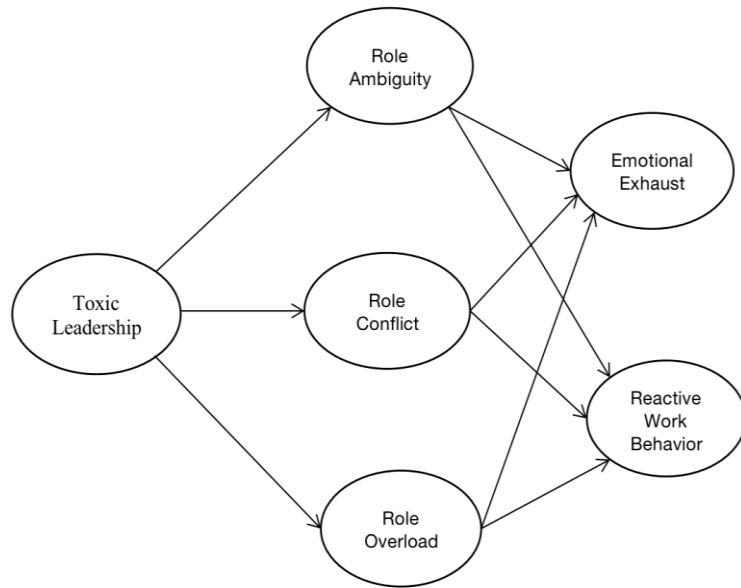 Role
Ambiguity
Emotional
Exhaust
Toxic
Leadership
Role
Conflict
Reactive
Work
Behavior
Role
Overload